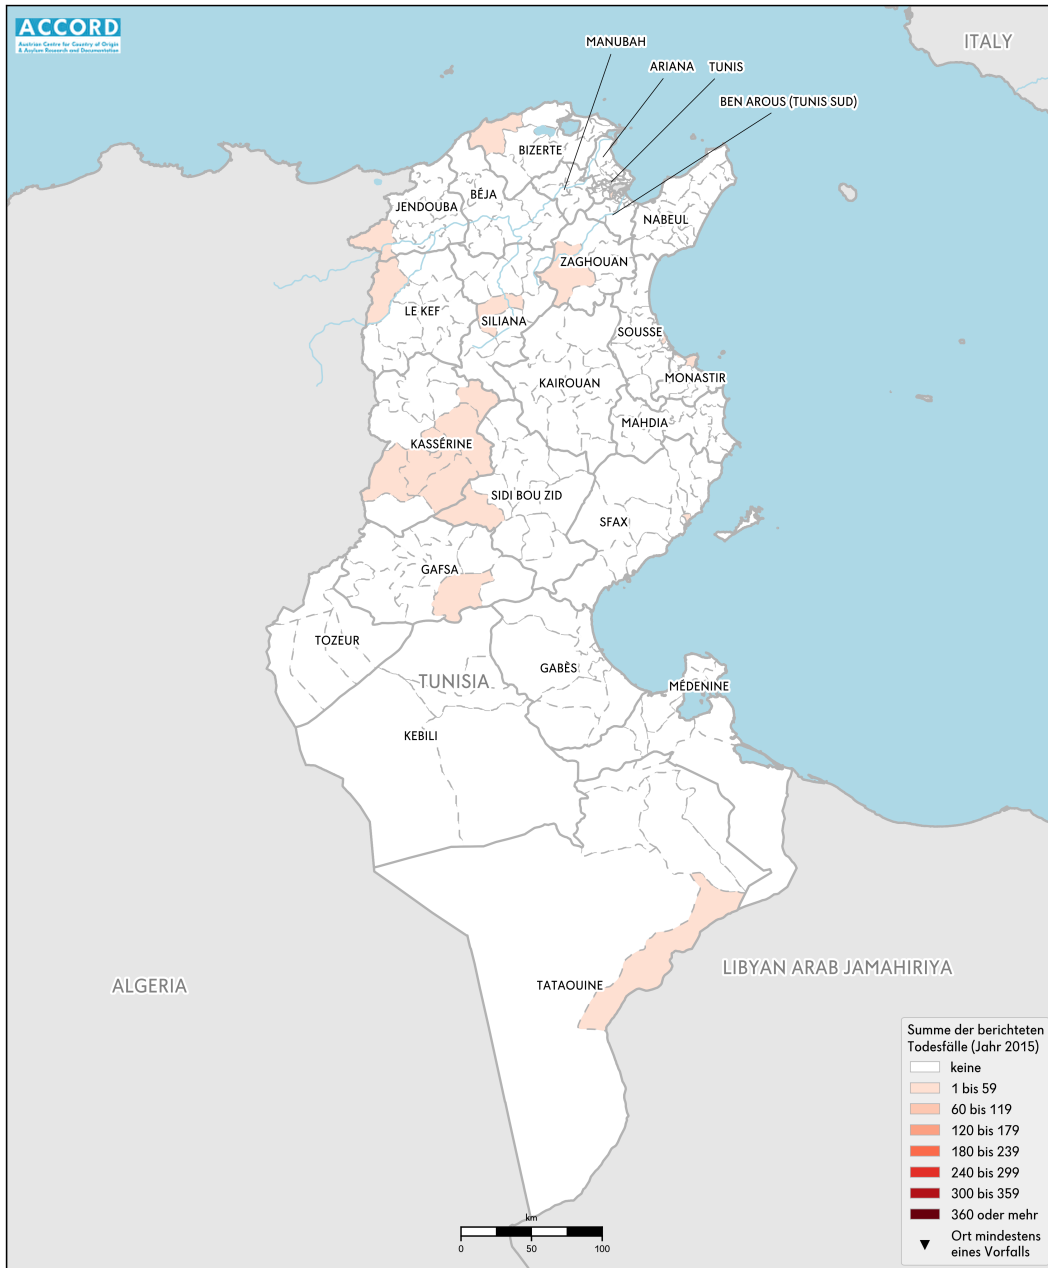 ACCORD
Austrian Centre for Country of Origin
& Asylum Research and Documentation
MANUBAH
ITALY
ARIANA
TUNIS
BEN AROUS (TUNIS SUD)
BIZERTE
BÉJA
JENDOUBA
NABEUL
ZAGHOUAN
LE KEF
SILIANA
SOUSSE
KAIROUAN
MONASTIR
MAHDIA
KASSÉRINE
SIDI BOU ZID
SFAX
GAFSA
TOZEUR
GABÈS
TUNISIA
MÉDENINE
KEBILI
LIBYAN ARAB JAMAHIRIYA
ALGERIA
TATAOUINE
Summe der berichteten
Todesfälle (Jahr 2015)
keine
1 bis 59
60 bis 119
120 bis 179
180 bis 239
240 bis 299
300 bis 359
360 oder mehr
Ort mindestens
eines Vorfalls
km
0 50 100